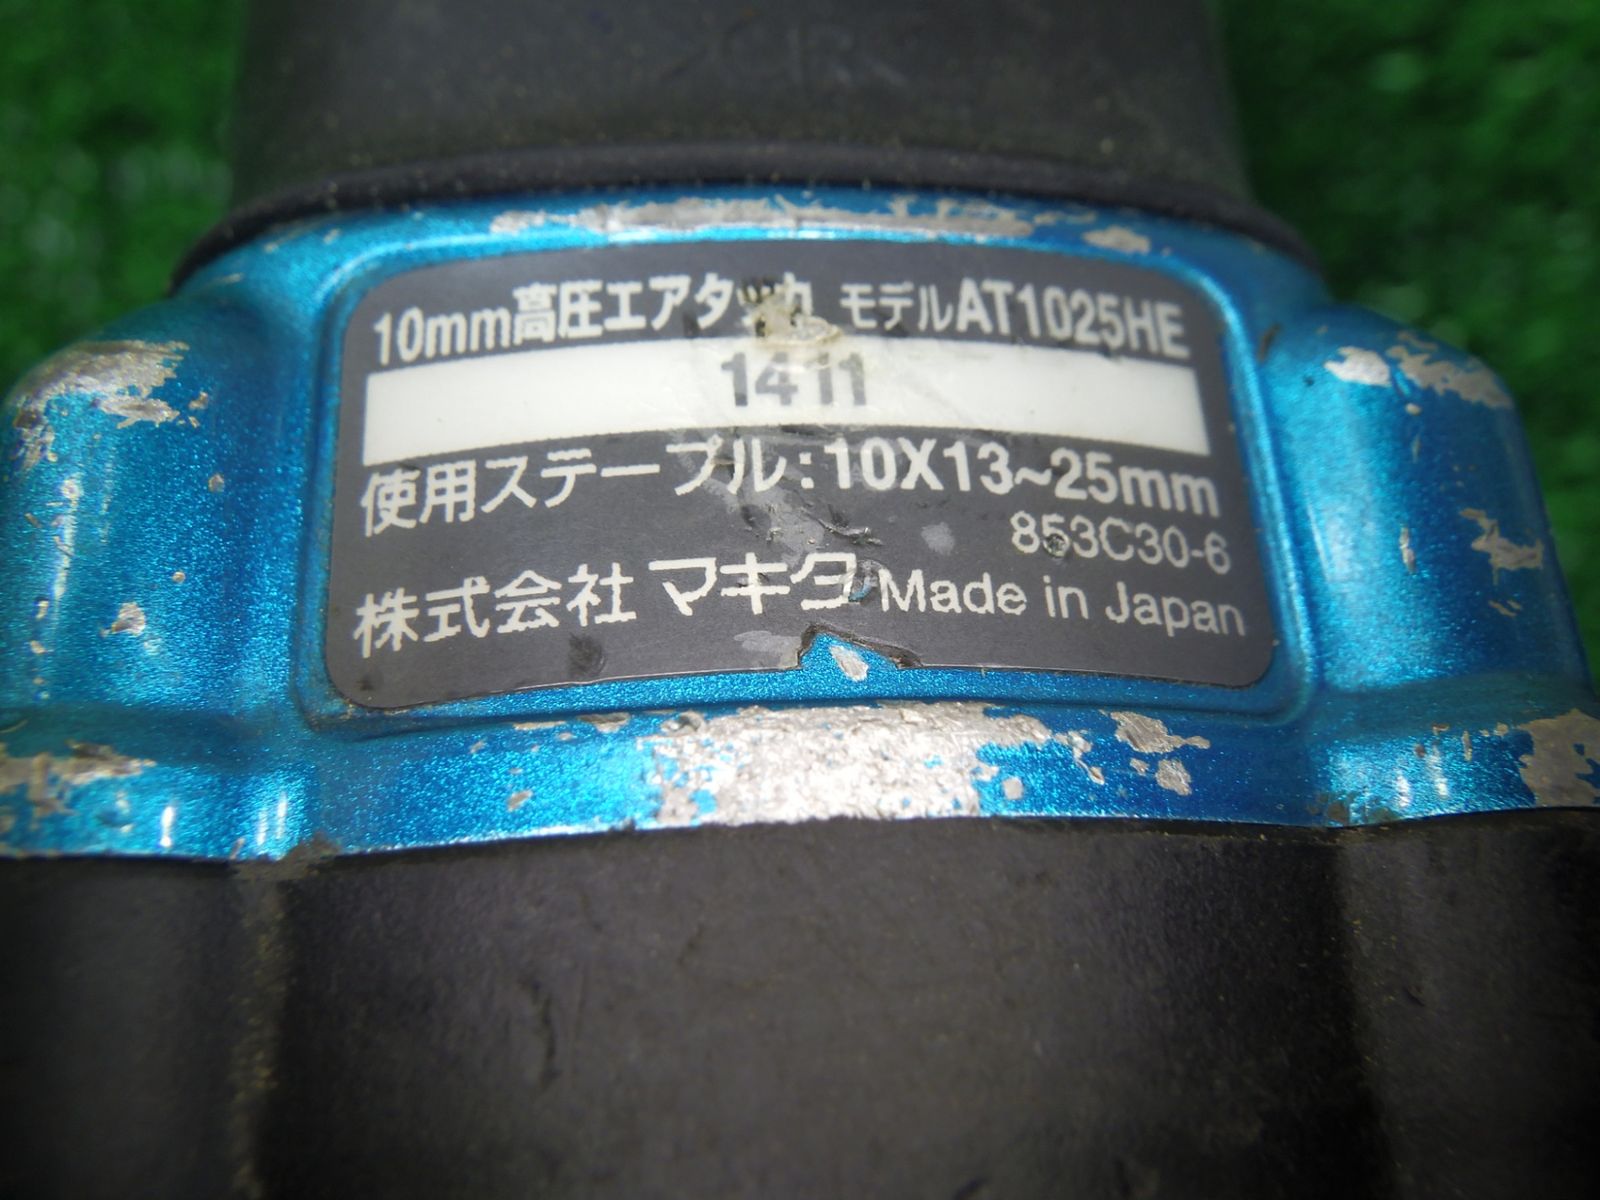 10mm高圧エアタッカ モデルAT1025HE
1411
使用ステープル:10X13~25mm
853C30-6
株式会社マキタ Made in Japan